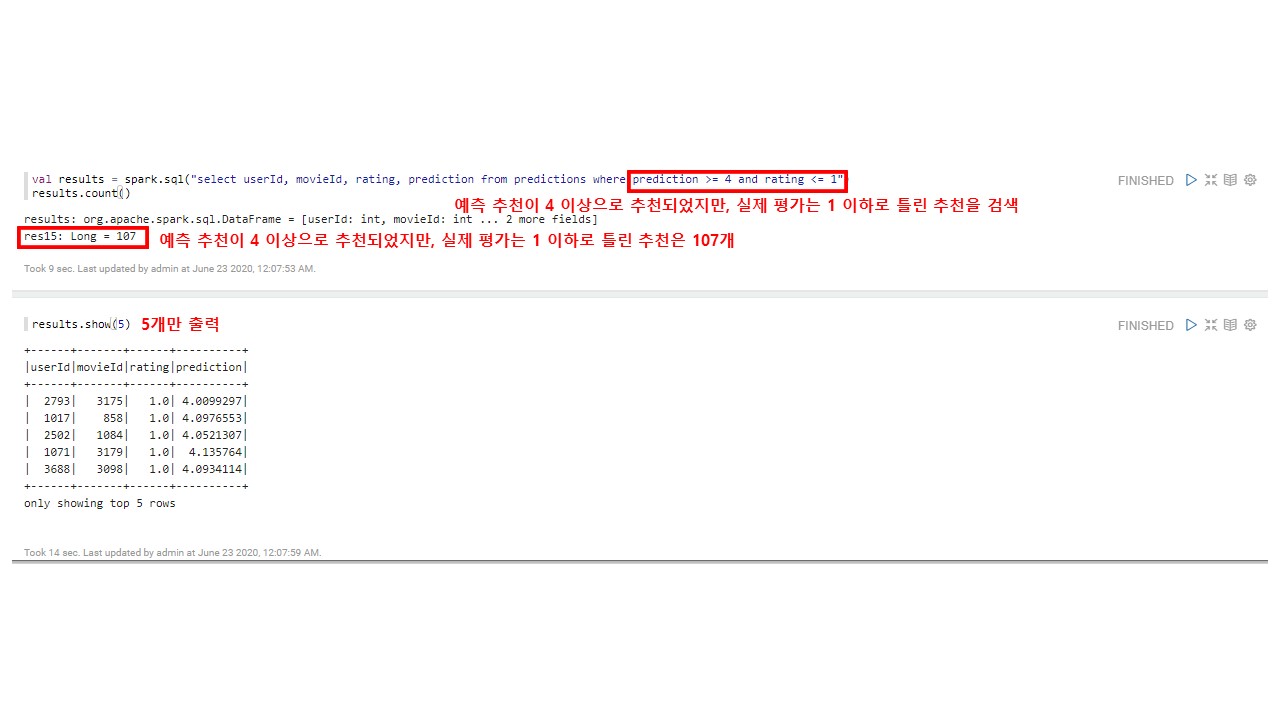 val results = spark.sql("select userId, movieId, rating, prediction from predictions where prediction >= 4 and rating <= 1")
results.count()
FINISHED
예측 추천이 4 이상으로 추천되었지만, 실제 평가는 1 이하로 틀린 추천을 검색
results: org.apache.spark.sql.DataFrame = [userId: int, movieId: int ... 2 more fields]
res15: Long = 107 예측 추천이 4 이상으로 추천되었지만, 실제 평가는 1 이하로 틀린 추천은 107개
Took 9 sec. Last updated by admin at June 23 2020, 12:07:53 AM.
results.show(5) 5개만 출력
FINISHED
+------+-------+------+----------+
|userId|movieId|rating|prediction|
+------+-------+------+----------+
|  2793|   3175|   1.0| 4.0099297|
|  1017|    858|   1.0| 4.0976553|
|  2502|   1084|   1.0| 4.0521307|
|  1071|   3179|   1.0|  4.135764|
|  3688|   3098|   1.0| 4.0934114|
+------+-------+------+----------+
only showing top 5 rows
Took 14 sec. Last updated by admin at June 23 2020, 12:07:59 AM.